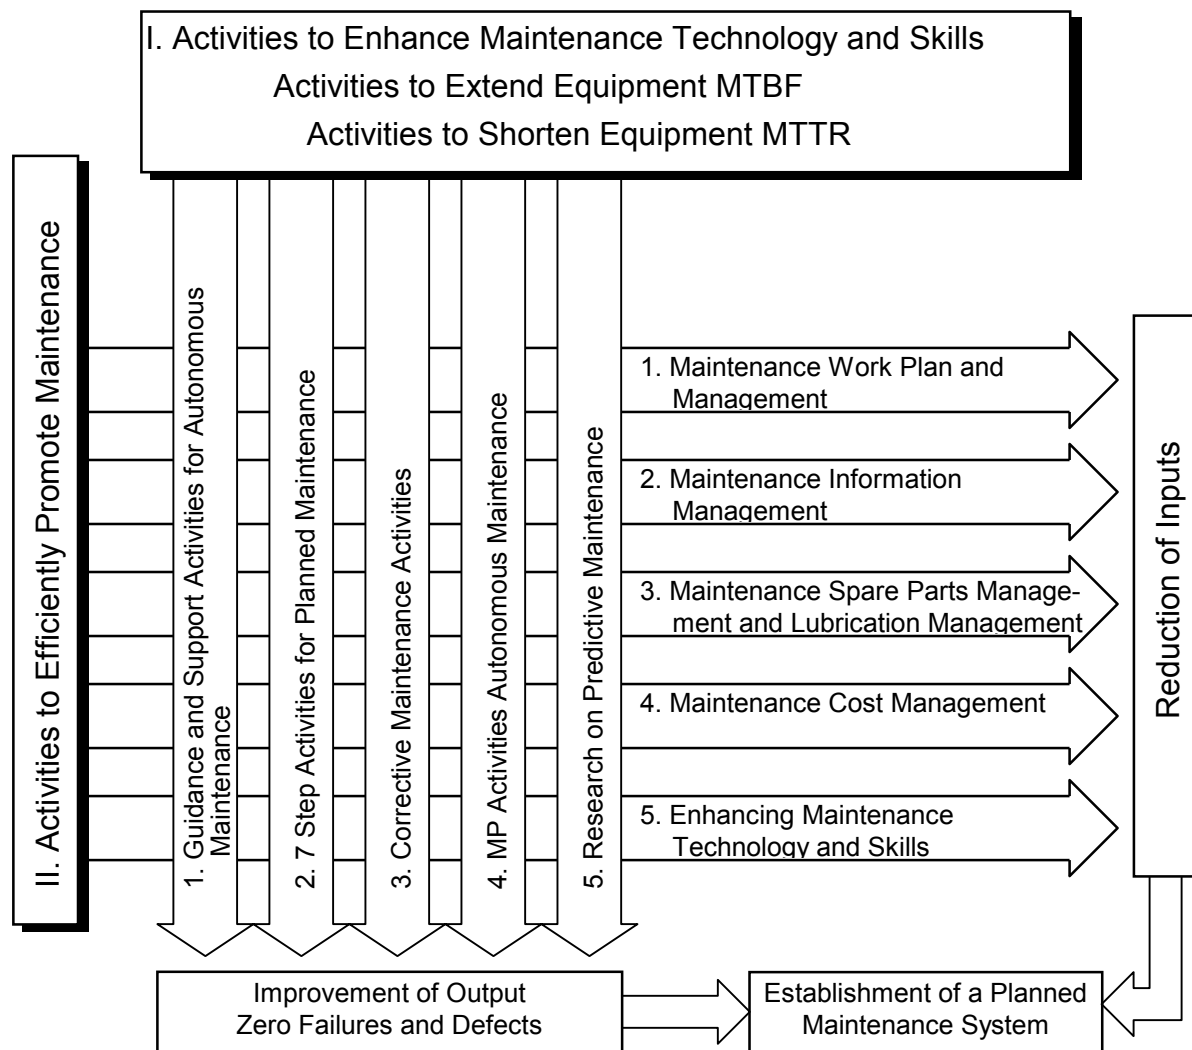 I. Activities to Enhance Maintenance Technology and Skills
Activities to Extend Equipment MTBF
Activities to Shorten Equipment MTTR
II. Activities to Efficiently Promote Maintenance
1. Guidance and Support Activities for Autonomous
Maintenance
2. 7 Step Activities for Planned Maintenance
3. Corrective Maintenance Activities
4. MP Activities Autonomous Maintenance
5. Research on Predictive Maintenance
1. Maintenance Work Plan and
Management
2. Maintenance Information
Management
3. Maintenance Spare Parts Manage-
ment and Lubrication Management
4. Maintenance Cost Management
5. Enhancing Maintenance
Technology and Skills
Reduction of Inputs
Improvement of Output
Zero Failures and Defects
Establishment of a Planned
Maintenance System